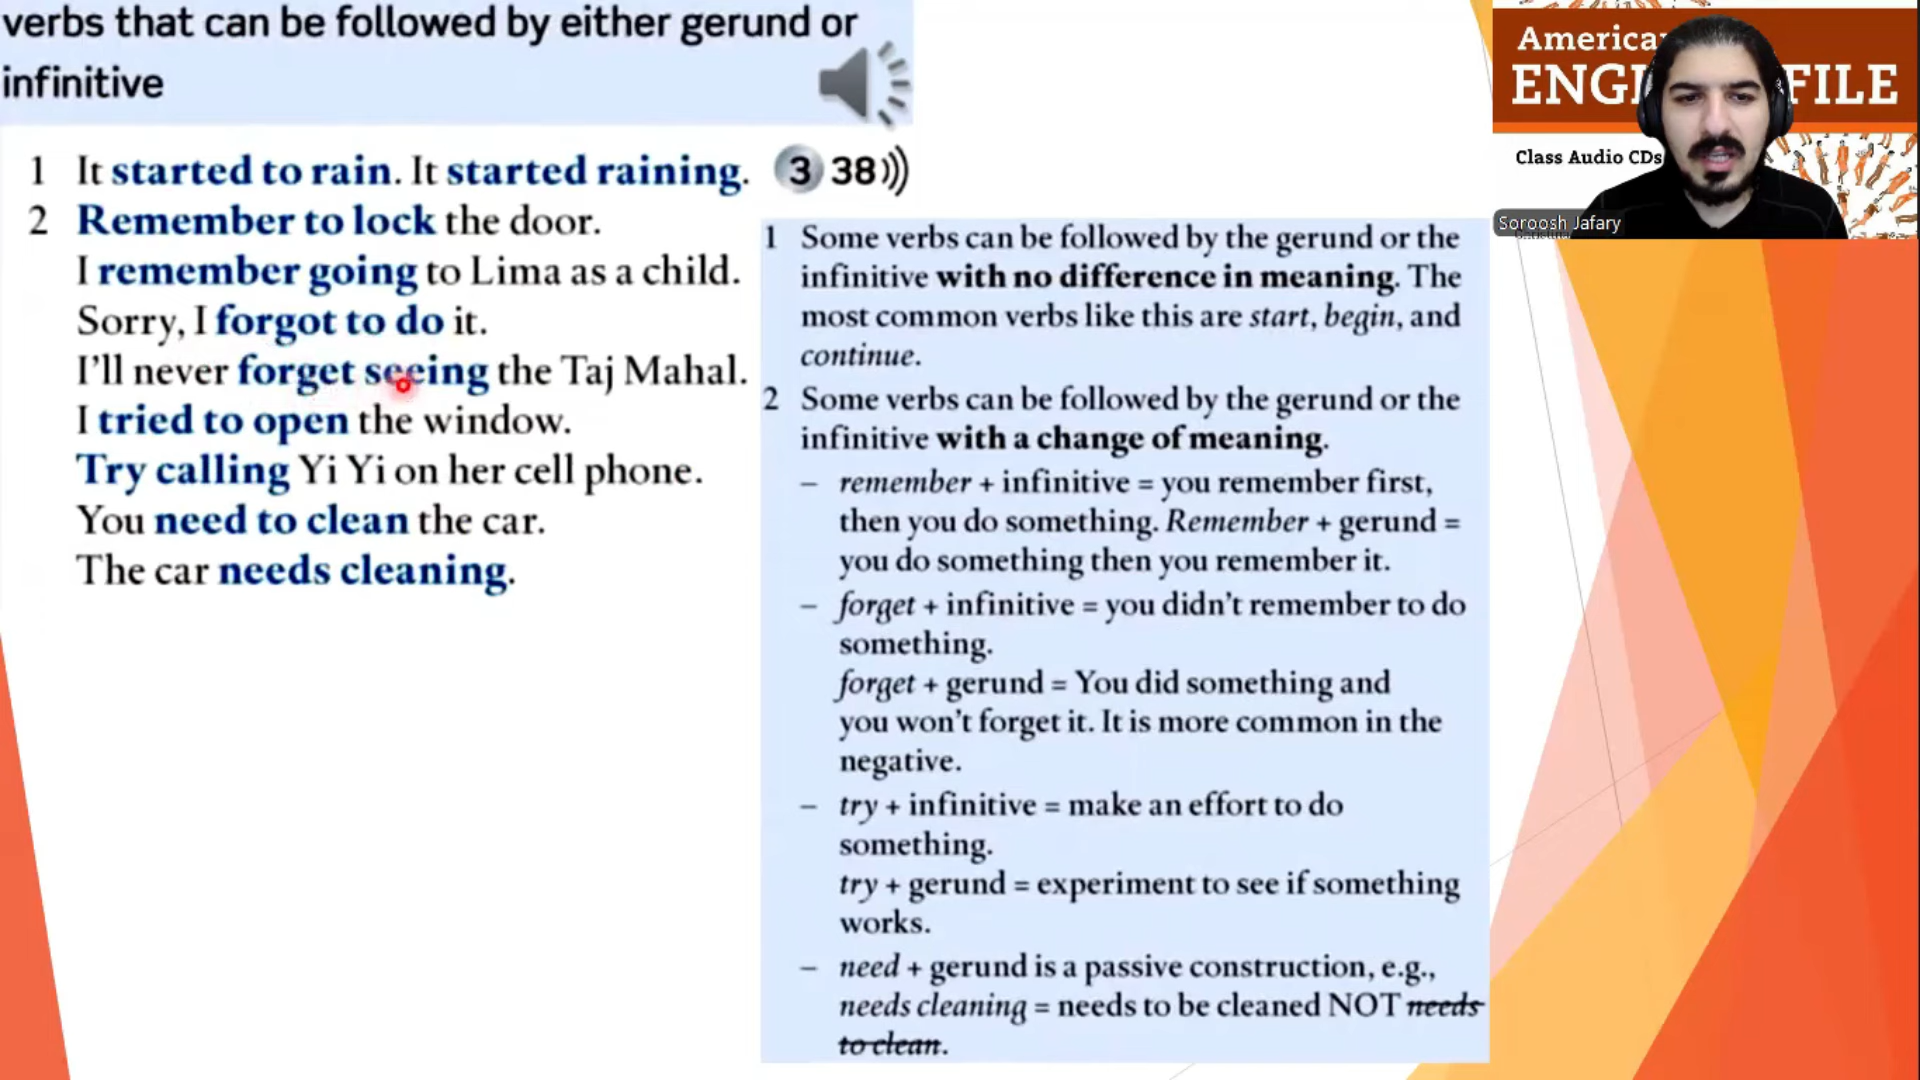 verbs that can be followed by either gerund or
infinitive
1 It started to rain. It started raining. 3 38))
2 Remember to lock the door.
I remember going to Lima as a child.
Sorry, I forgot to do it.
I'll never forget seeing the Taj Mahal.
I tried to open the window.
Try calling Yi Yi on her cell phone.
You need to clean the car.
The car needs cleaning.
1 Some verbs can be followed by the gerund or the
infinitive with no difference in meaning. The
most common verbs like this are start, begin, and
continue.
2 Some verbs can be followed by the gerund or the
infinitive with a change of meaning.
– remember + infinitive = you remember first,
then you do something. Remember + gerund =
you do something then you remember it.
– forget + infinitive = you didn't remember to do
something.
forget + gerund = You did something and
you won't forget it. It is more common in the
negative.
– try + infinitive = make an effort to do
something.
try + gerund = experiment to see if something
works.
– need + gerund is a passive construction, e.g.,
needs cleaning = needs to be cleaned NOT needs
to clean.
America
ENG FILE
Class Audio CDs
Soroosh Jafary